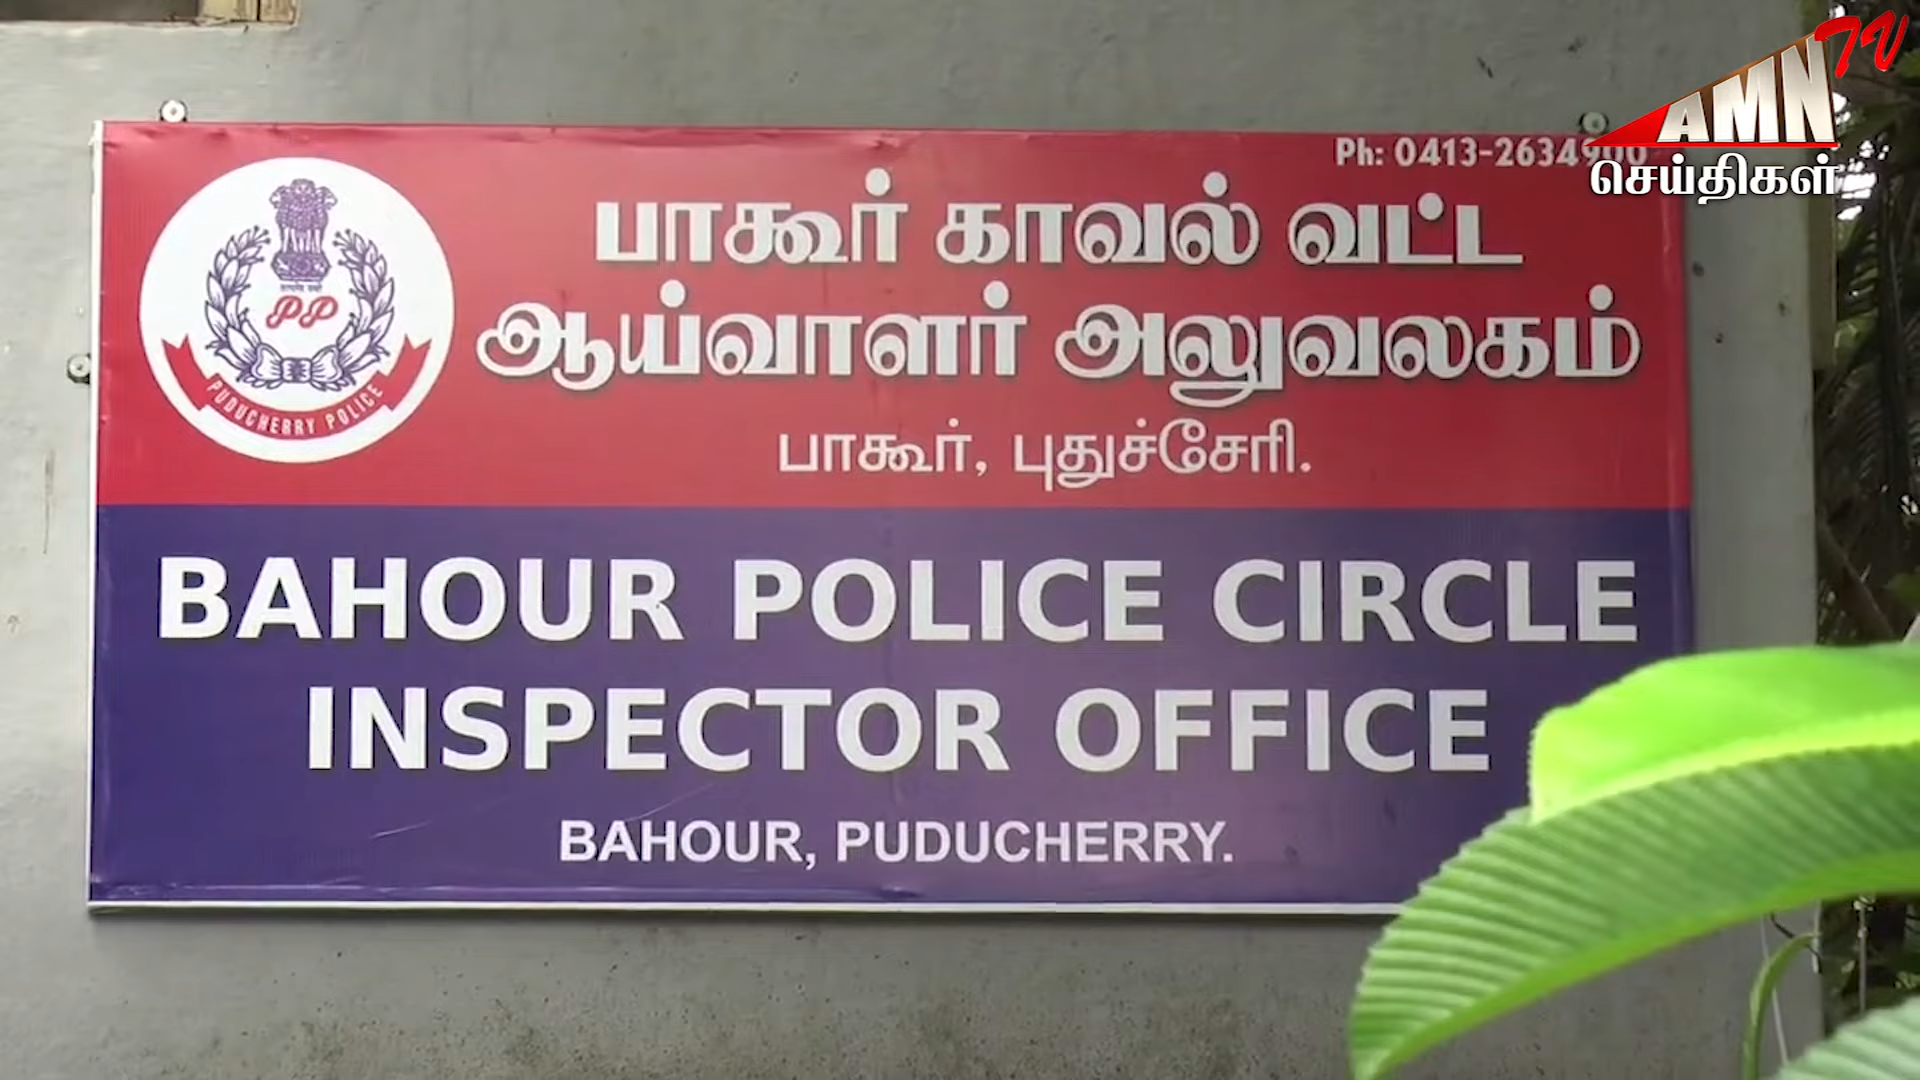 AMN TV
செய்திகள்
Ph: 0413-2634900
பாகூர் காவல் வட்ட
ஆய்வாளர் அலுவலகம்
பாகூர், புதுச்சேரி.
PP
PUDUCHERRY POLICE
BAHOUR POLICE CIRCLE
INSPECTOR OFFICE
BAHOUR, PUDUCHERRY.